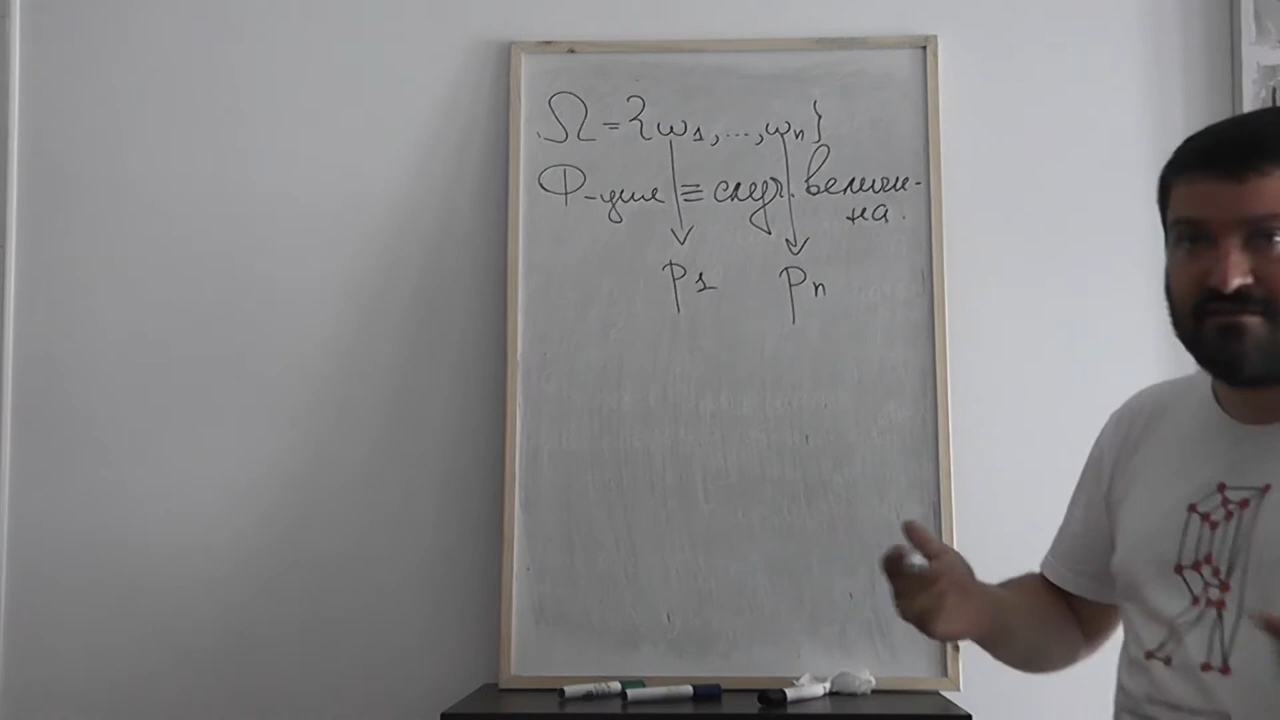 Ω = {ω₁, ..., ωₙ}
Ф-ция ≡ случ. величи-
на.
p₁ pₙ